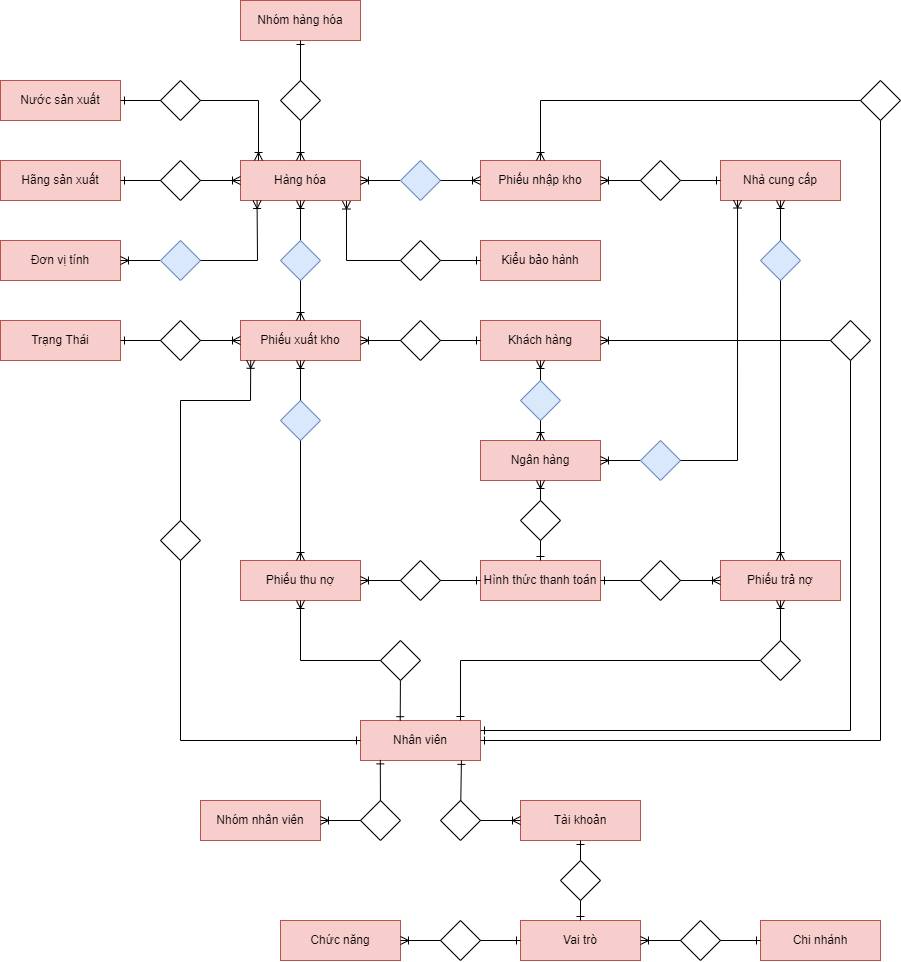 Nhóm hàng hóa
Nước sản xuất
Hãng sản xuất
Hàng hóa
Phiếu nhập kho
Nhà cung cấp
Đơn vị tính
Kiểu bảo hành
Trạng Thái
Phiếu xuất kho
Khách hàng
Ngân hàng
Phiếu thu nợ
Hình thức thanh toán
Phiếu trả nợ
Nhân viên
Nhóm nhân viên
Tài khoản
Chức năng
Vai trò
Chi nhánh